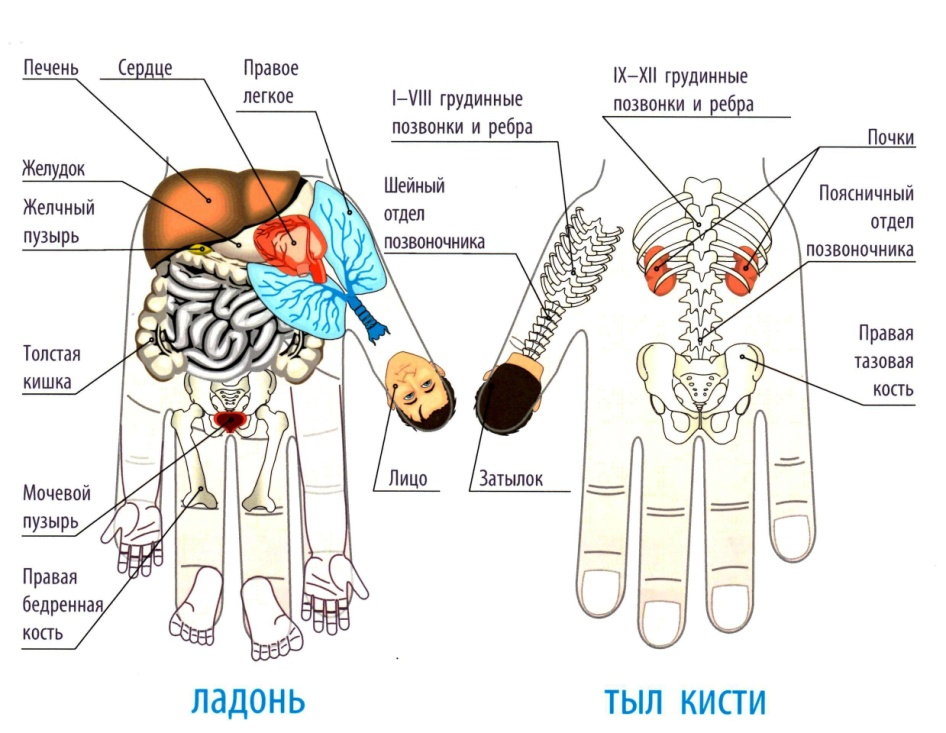 Печень
Сердце
Правое
легкое
I–VIII грудинные
позвонки и ребра
IX–XII грудинные
позвонки и ребра
Почки
Желудок
Желчный
пузырь
Шейный
отдел
позвоночника
Поясничный
отдел
позвоночника
Толстая
кишка
Правая
тазовая
кость
Лицо
Затылок
Мочевой
пузырь
Правая
бедренная
кость
ладонь
тыл кисти